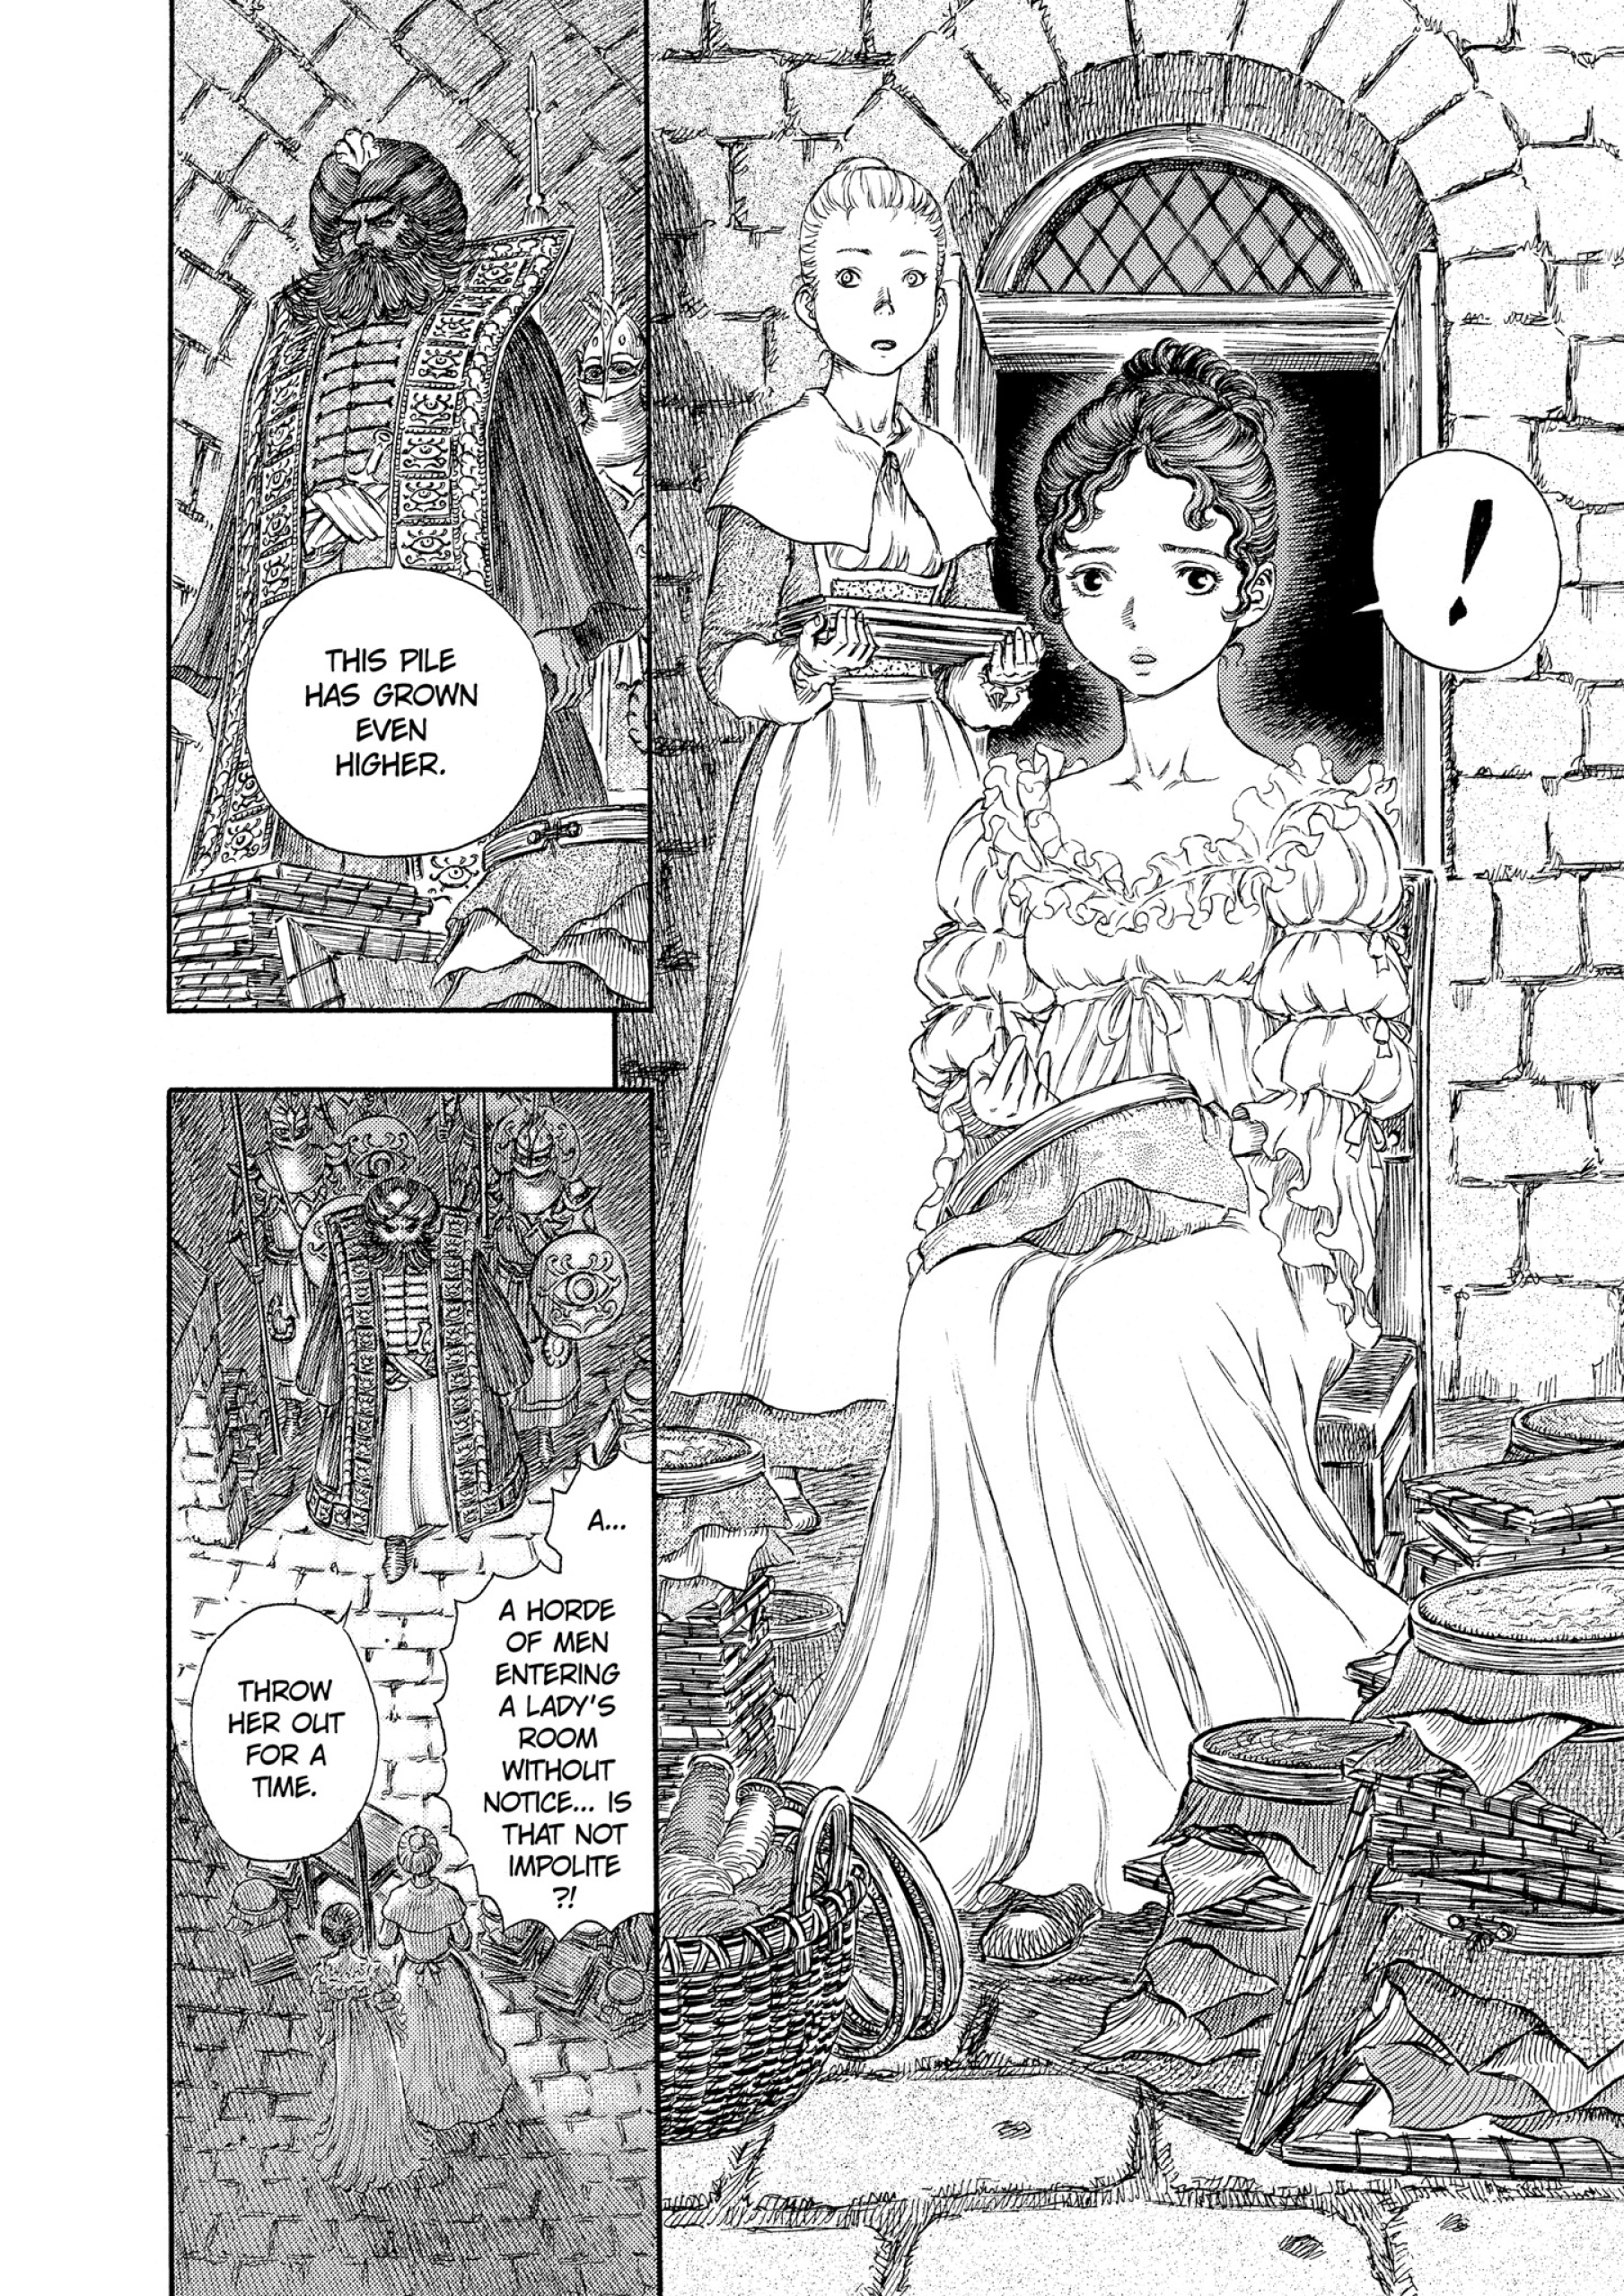 !
THIS PILE
HAS GROWN
EVEN
HIGHER.
A...
A HORDE
OF MEN
ENTERING
A LADY'S
ROOM
WITHOUT
NOTICE... IS
THAT NOT
IMPOLITE
?!
THROW
HER OUT
FOR A
TIME.